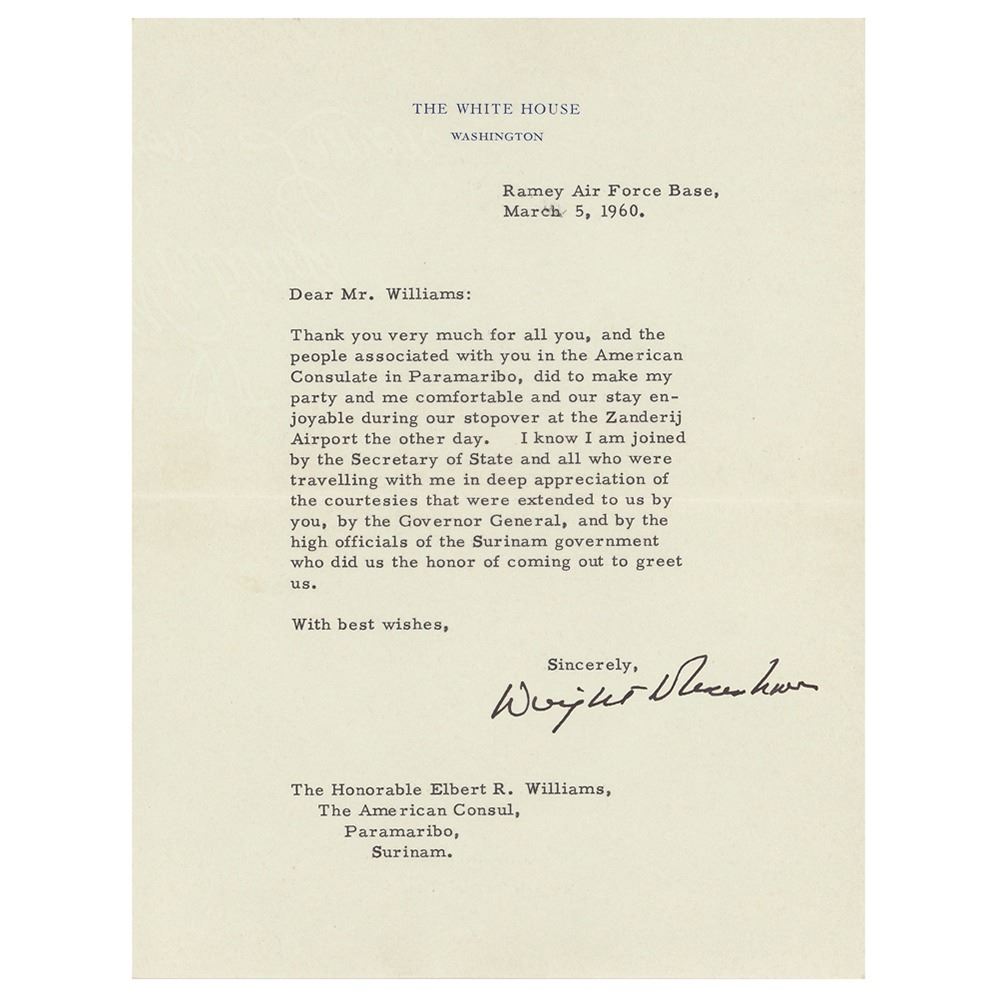 THE WHITE HOUSE
WASHINGTON
Ramey Air Force Base,
March 5, 1960.
Dear Mr. Williams:
Thank you very much for all you, and the
people associated with you in the American
Consulate in Paramaribo, did to make my
party and me comfortable and our stay en-
joyable during our stopover at the Zanderij
Airport the other day. I know I am joined
by the Secretary of State and all who were
travelling with me in deep appreciation of
the courtesies that were extended to us by
you, by the Governor General, and by the
high officials of the Surinam government
who did us the honor of coming out to greet
us.
With best wishes,
Sincerely,
Dwight Eisenhower
The Honorable Elbert R. Williams,
The American Consul,
Paramaribo,
Surinam.